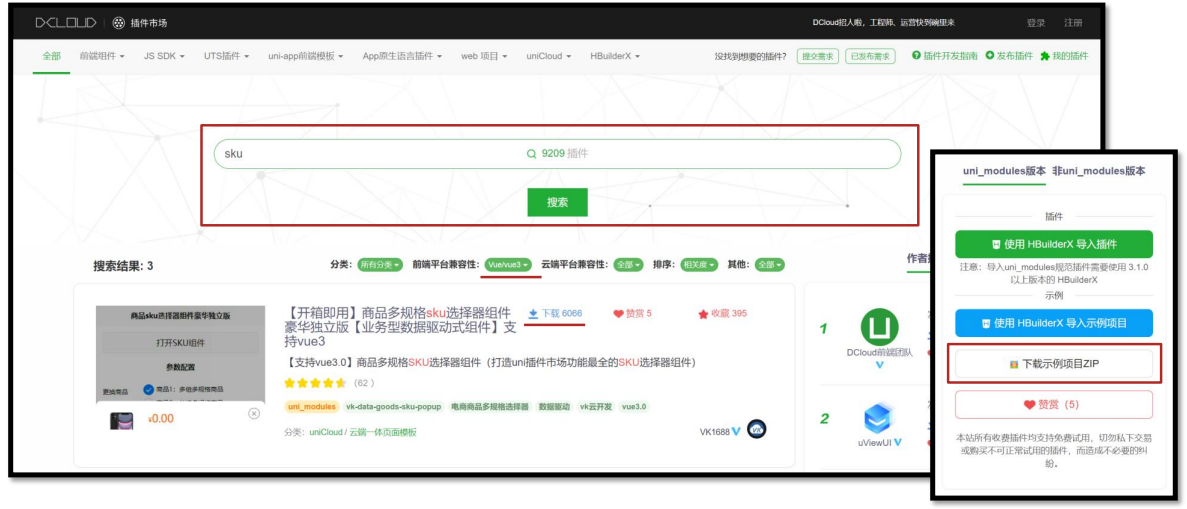 DCLOUD 插件市场
DCloud招人啦，工程师、运营快到碗里来
登录 注册
全部 前端组件 JS SDK UTS插件 uni-app前端模板 App原生语言插件 web 项目 uniCloud HBuilderX 没找到想要的插件? 提交需求 已发布需求 插件开发指南 发布插件 我的插件
sku 9209 插件
搜索
搜索结果: 3
分类: 所有分类 前端平台兼容性: Vue/vue3 云端平台兼容性: 全部 排序: 相关度 其他: 全部
作者
商品sku选择器组件豪华独立版
打开SKU组件
参数配置
更换商品 商品1: 多组多规格商品
¥0.00
【开箱即用】商品多规格sku选择器组件
豪华独立版【业务型数据驱动式组件】支
持vue3
下载 6066 赞赏 5 收藏 395
【支持vue3.0】商品多规格SKU选择器组件（打造uni插件市场功能最全的SKU选择器组件）
（62）
uni_modules vk-data-goods-sku-popup 电商商品多规格选择器 数据驱动 vk云开发 vue3.0
分类: uniCloud / 云端一体页面模板
VK1688
1
DCloud前端团队
2
uViewUI
uni_modules版本 非uni_modules版本
插件
使用 HBuilderX 导入插件
注意：导入uni_modules规范插件需要使用 3.1.0
以上版本的 HBuilderX
示例
使用 HBuilderX 导入示例项目
下载示例项目ZIP
赞赏（5）
本站所有收费插件均支持免费试用，切勿私下交易
或购买不可正常试用的插件，而造成不必要的纠
纷。